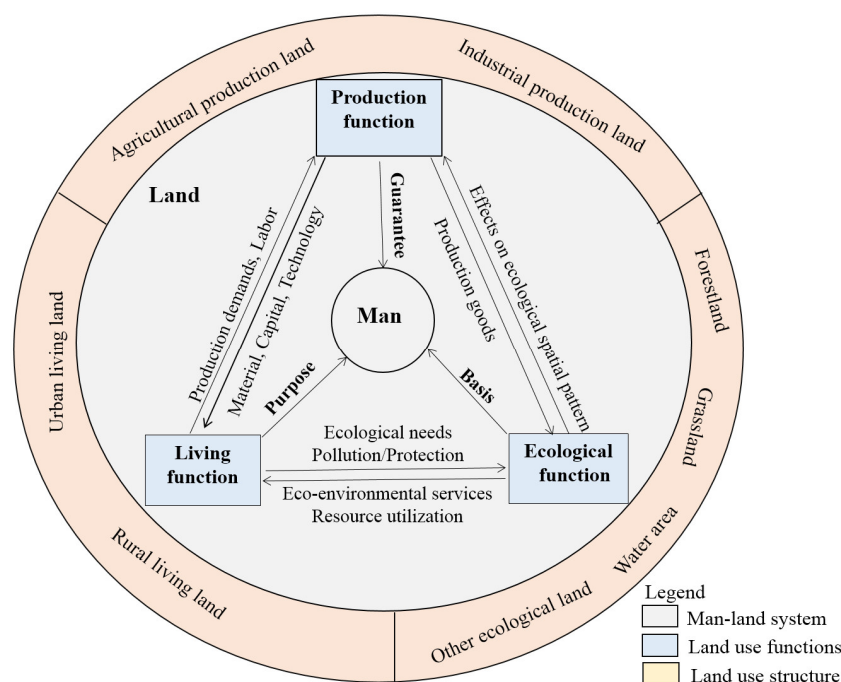 Agricultural production land
Industrial production land
Production
function
Land
Guarantee
Production demands, Labor
Material, Capital, Technology
Effects on ecological spatial pattern
Production goods
Man
Purpose
Basis
Urban living land
Forestland
Grassland
Living
function
Ecological needs
Pollution/Protection
Eco-environmental services
Resource utilization
Ecological
function
Rural living land
Water area
Other ecological land
Legend
Man-land system
Land use functions
Land use structure